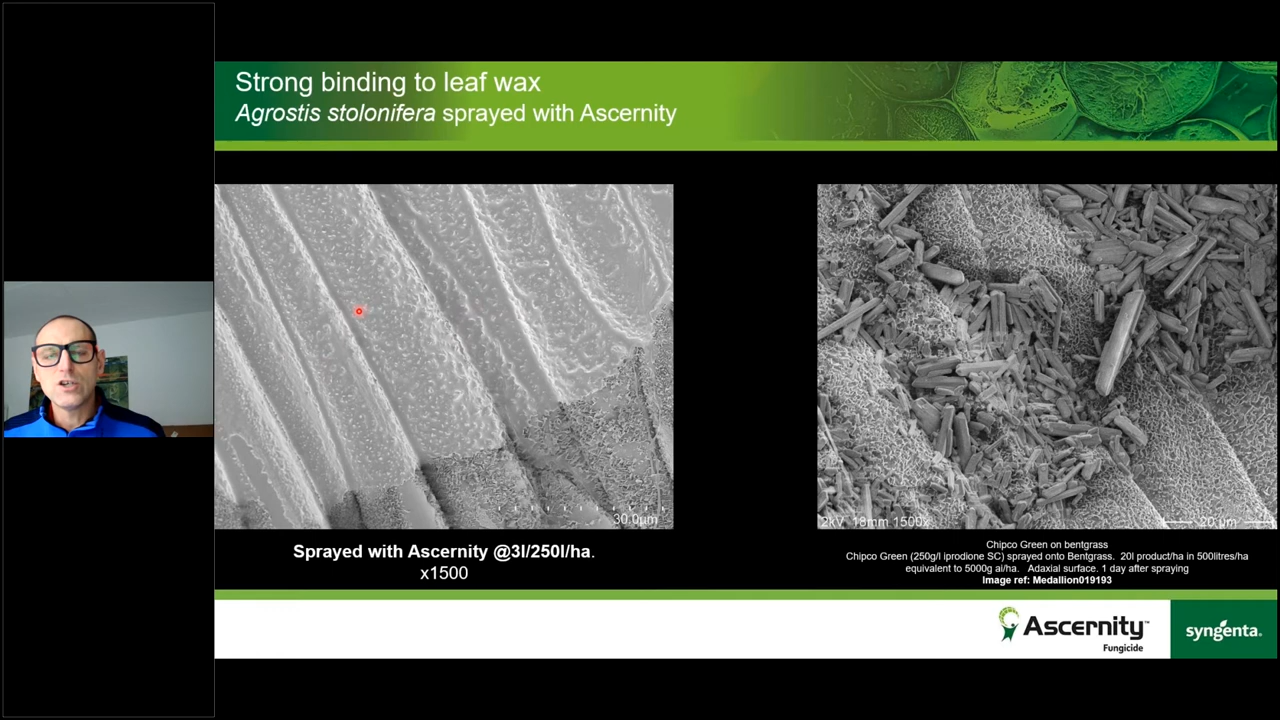 Strong binding to leaf wax
Agrostis stolonifera sprayed with Ascernity
30.0µm
2kV 18mm 1500x
20 µm
Sprayed with Ascernity @3l/250l/ha.
x1500
Chipco Green on bentgrass
Chipco Green (250g/l iprodione SC) sprayed onto Bentgrass. 20l product/ha in 500litres/ha
equivalent to 5000g ai/ha. Adaxial surface. 1 day after spraying
Image ref: Medallion019193
Ascernity™
Fungicide
syngenta.